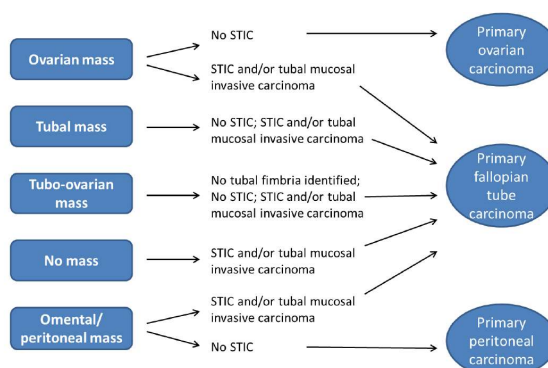 Ovarian mass
No STIC
STIC and/or tubal mucosal
invasive carcinoma
Primary
ovarian
carcinoma
Tubal mass
No STIC; STIC and/or tubal
mucosal invasive carcinoma
Tubo-ovarian
mass
No tubal fimbria identified;
No STIC; STIC and/or tubal
mucosal invasive carcinoma
Primary
fallopian
tube
carcinoma
No mass
STIC and/or tubal mucosal
invasive carcinoma
Omental/
peritoneal mass
STIC and/or tubal mucosal
invasive carcinoma
No STIC
Primary
peritoneal
carcinoma